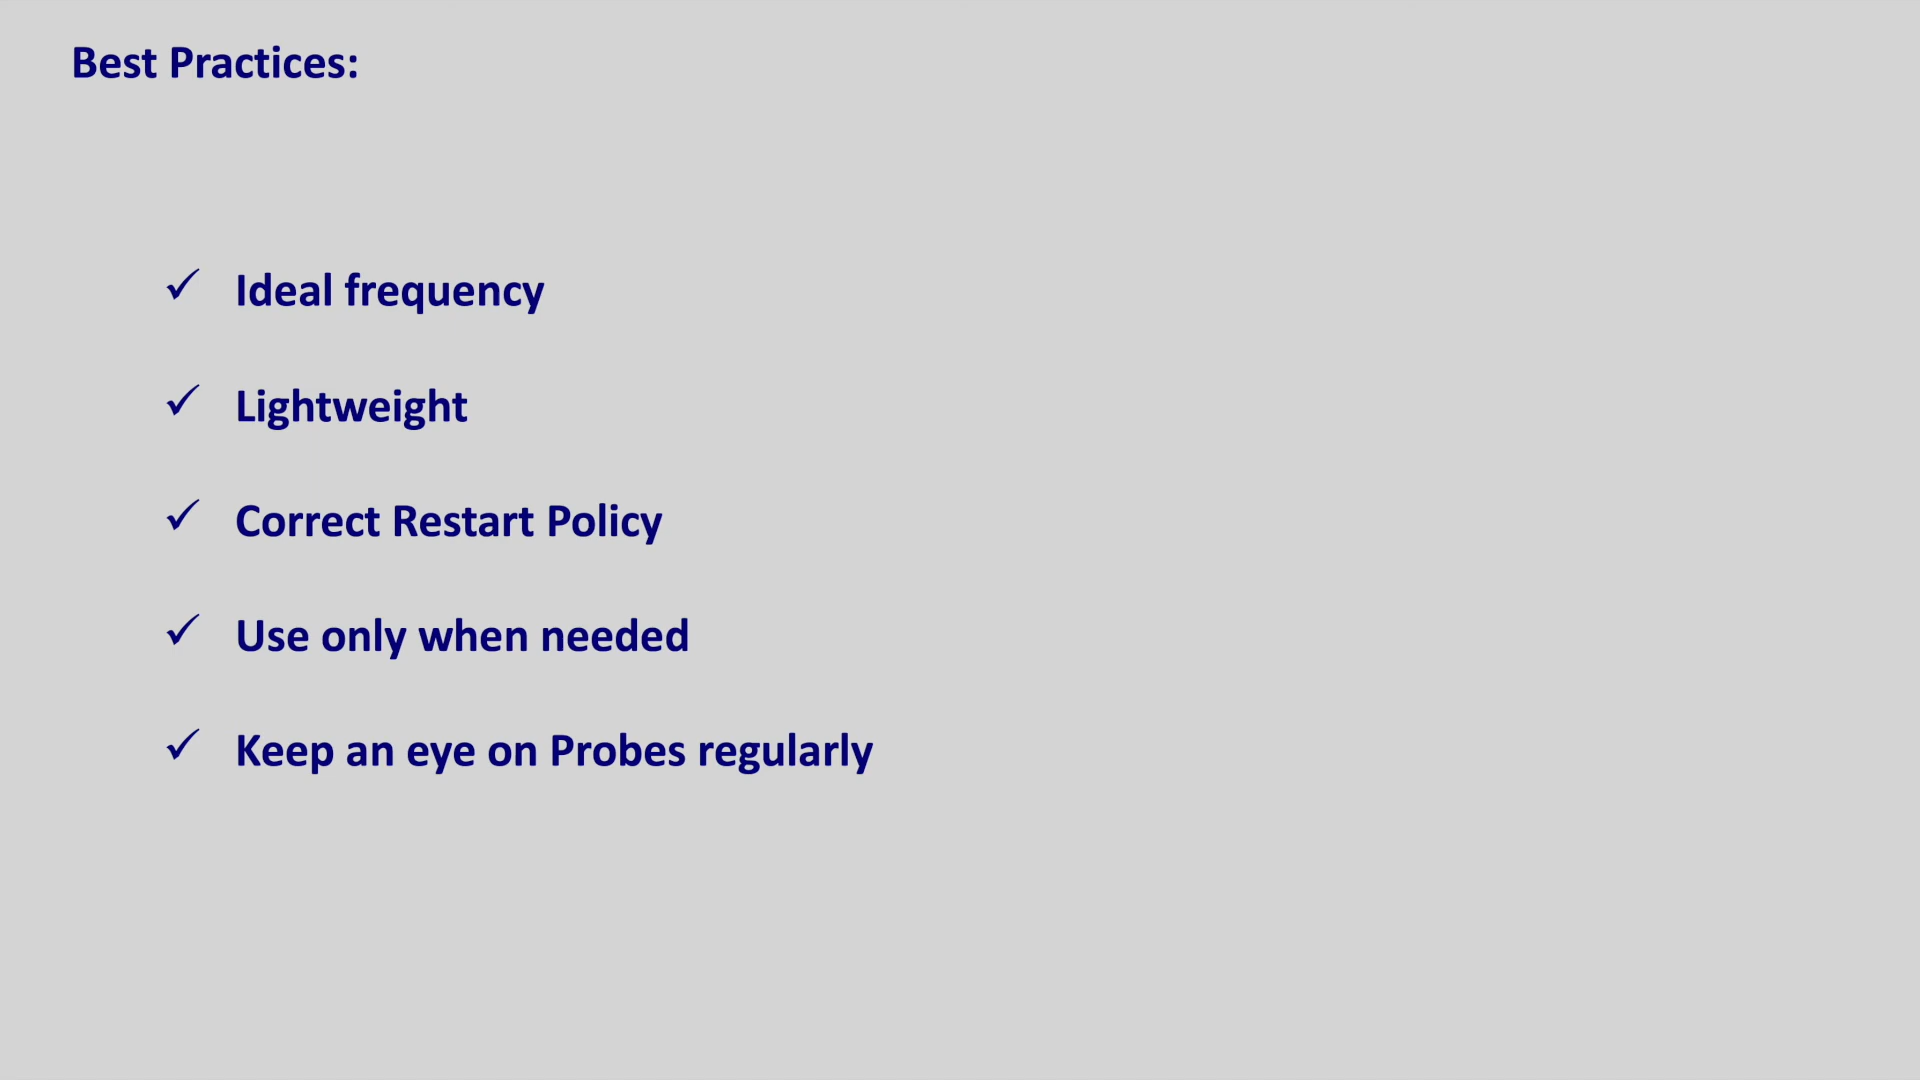 Best Practices:
✓ Ideal frequency
✓ Lightweight
✓ Correct Restart Policy
✓ Use only when needed
✓ Keep an eye on Probes regularly